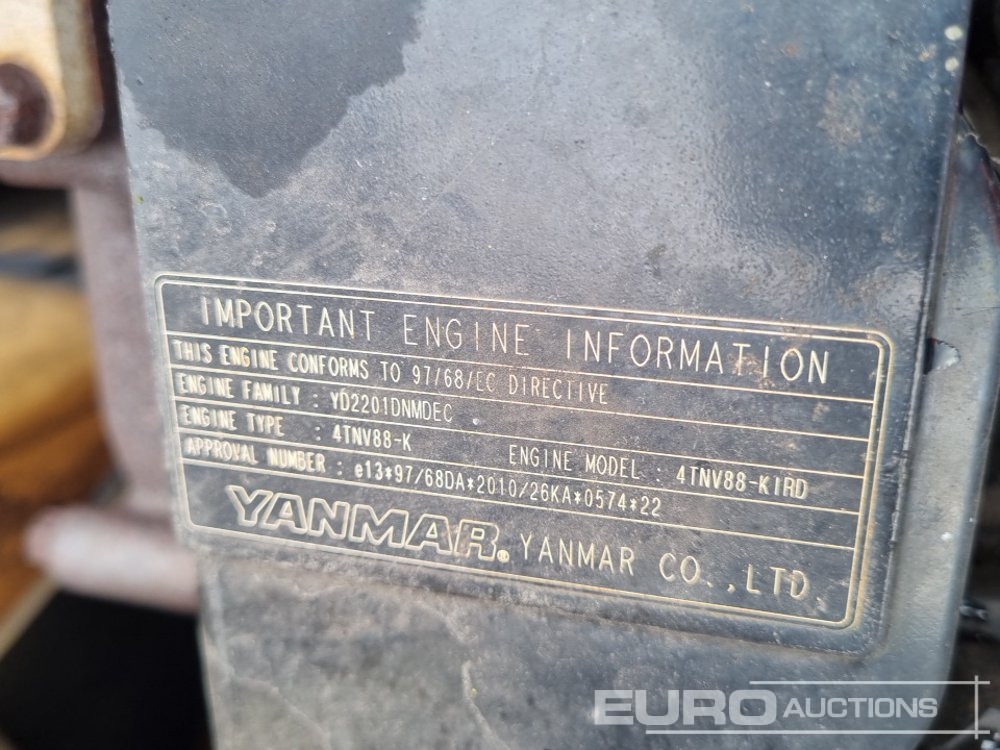 IMPORTANT ENGINE INFORMATION
THIS ENGINE CONFORMS TO 97/68/EC DIRECTIVE
ENGINE FAMILY : YD2201DNMDEC
ENGINE TYPE : 4TNV88-K ENGINE MODEL : 4TNV88-KIRD
APPROVAL NUMBER : e13*97/68DA*2010/26KA*0574*22
YANMAR. YANMAR CO.,LTD.
EURO AUCTIONS